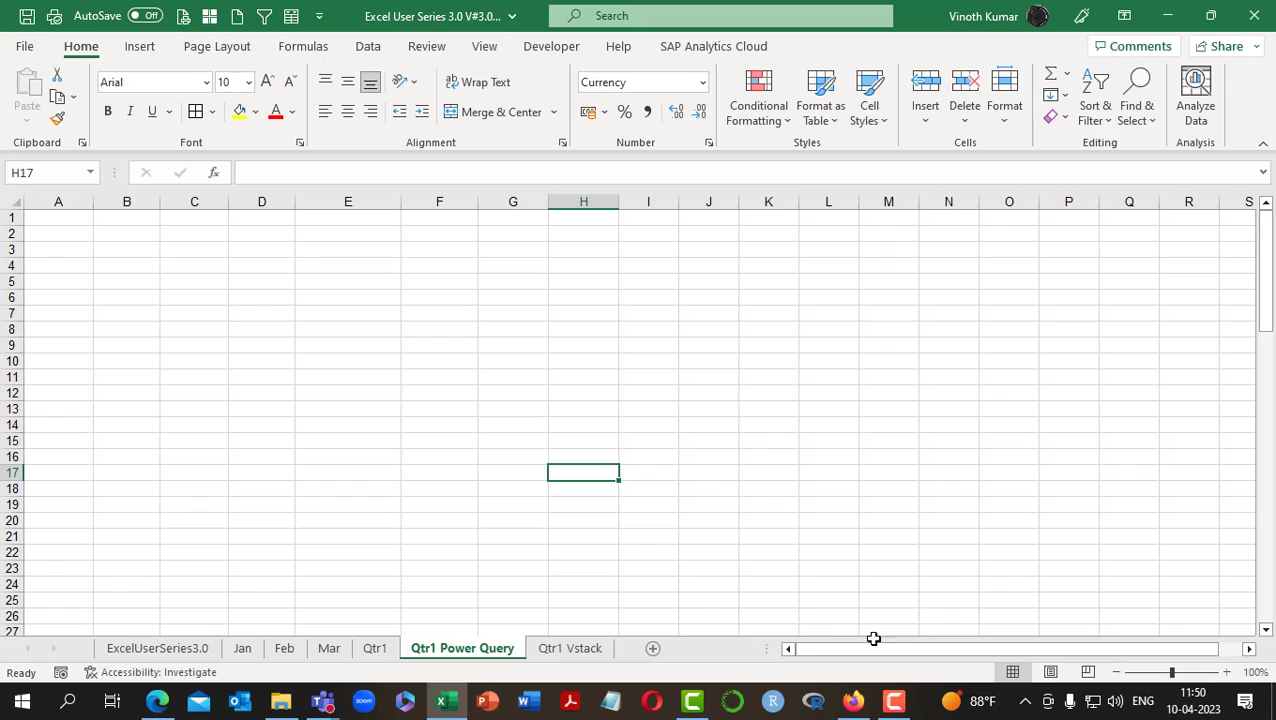 AutoSave Off Excel User Series 3.0 V#3.0... Search Vinoth Kumar
File Home Insert Page Layout Formulas Data Review View Developer Help SAP Analytics Cloud Comments Share
Paste Arial 10 Wrap Text Currency Conditional Formatting Format as Table Cell Styles Insert Delete Format Sort & Filter Find & Select Analyze Data
B I U A Merge & Center % 
Clipboard Font Alignment Number Styles Cells Editing Analysis
H17 fx
A B C D E F G H I J K L M N O P Q R S
1
2
3
4
5
6
7
8
9
10
11
12
13
14
15
16
17
18
19
20
21
22
23
24
25
26
27
ExcelUserSeries3.0 Jan Feb Mar Qtr1 Qtr1 Power Query Qtr1 Vstack
Ready Accessibility: Investigate 100%
88°F ENG 11:50
10-04-2023